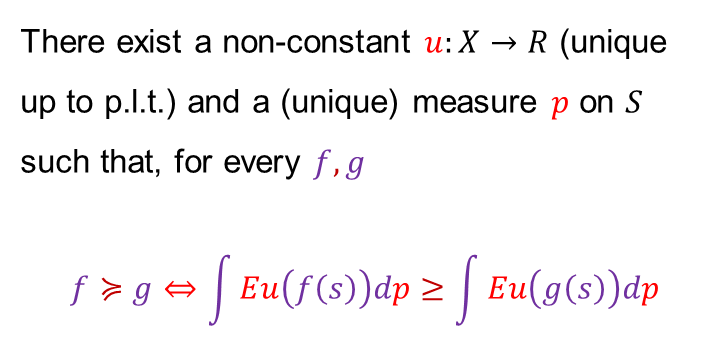 There exist a non-constant u: X → R (unique
up to p.l.t.) and a (unique) measure p on S
such that, for every f, g
f ≽ g ⇔ ∫ Eu(f(s))dp ≥ ∫ Eu(g(s))dp